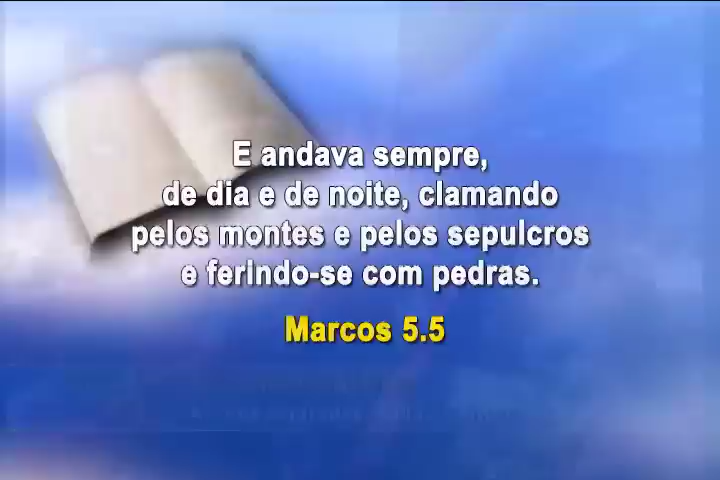 E andava sempre,
de dia e de noite, clamando
pelos montes e pelos sepulcros
e ferindo-se com pedras.
Marcos 5.5